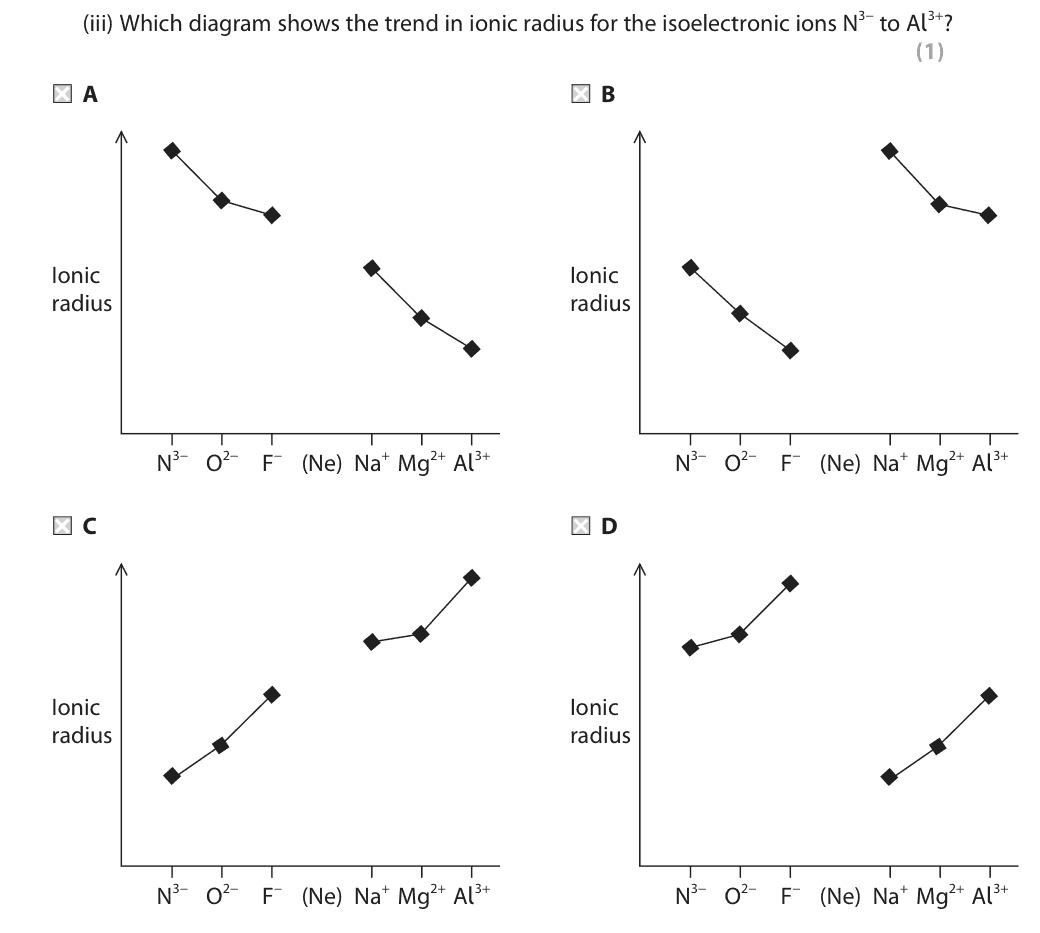 (iii) Which diagram shows the trend in ionic radius for the isoelectronic ions N³⁻ to Al³⁺?
(1)
A
B
Ionic
radius
N³⁻ O²⁻ F⁻ (Ne) Na⁺ Mg²⁺ Al³⁺
Ionic
radius
N³⁻ O²⁻ F⁻ (Ne) Na⁺ Mg²⁺ Al³⁺
C
D
Ionic
radius
N³⁻ O²⁻ F⁻ (Ne) Na⁺ Mg²⁺ Al³⁺
Ionic
radius
N³⁻ O²⁻ F⁻ (Ne) Na⁺ Mg²⁺ Al³⁺